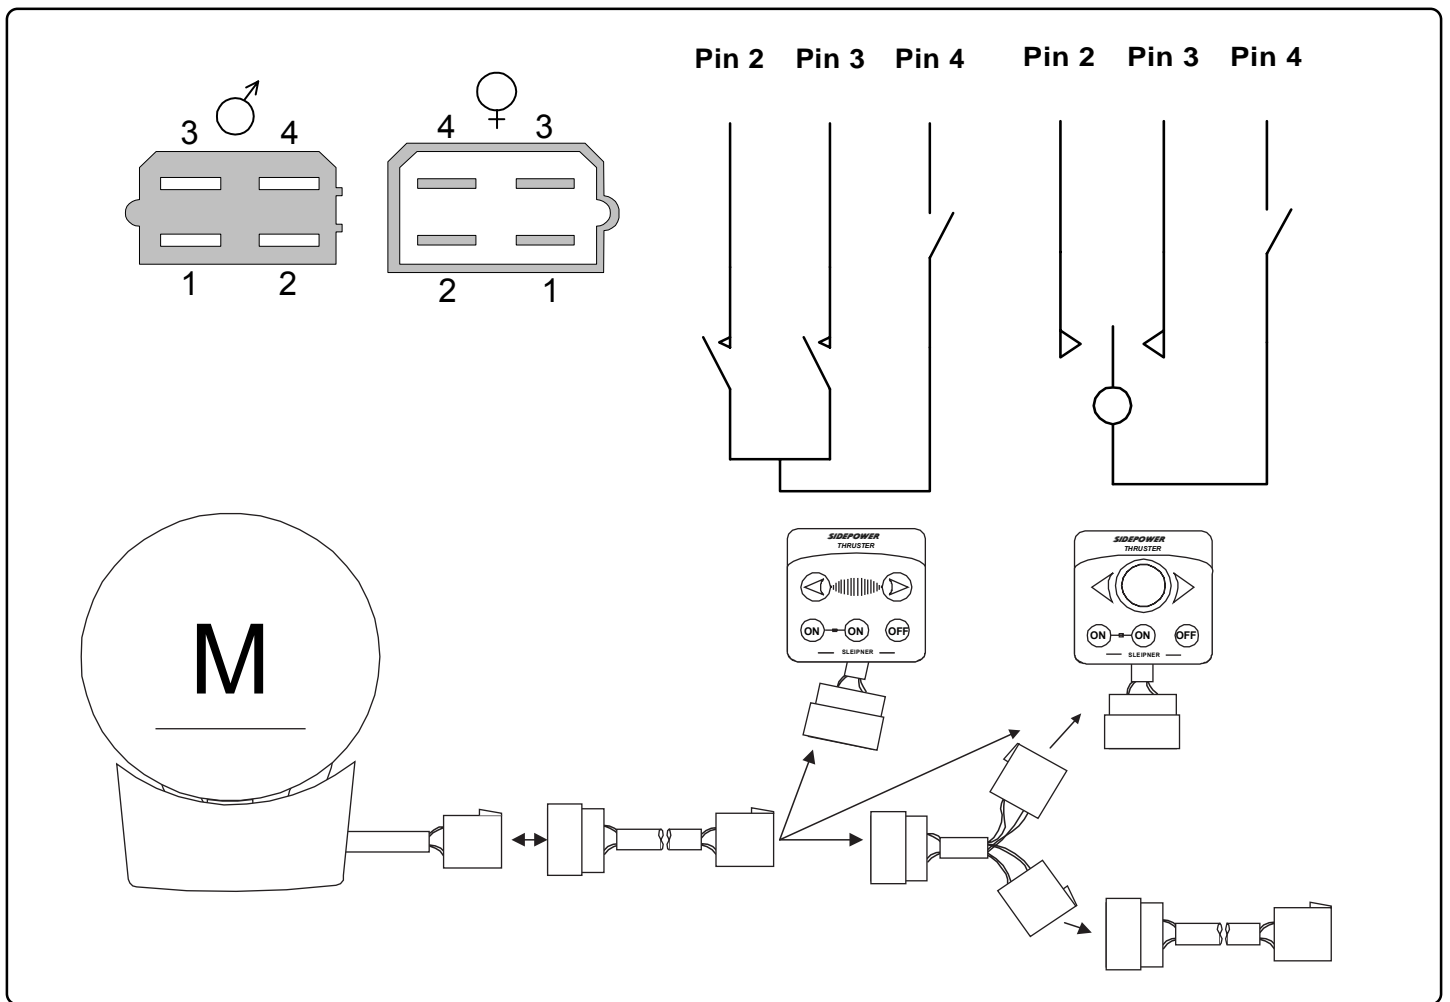 Pin 2 Pin 3 Pin 4 Pin 2 Pin 3 Pin 4
3 4 4 3
1 2 2 1
SIDEPOWER
THRUSTER
ON ON OFF
SLEIPNER
SIDEPOWER
THRUSTER
ON ON OFF
SLEIPNER
M